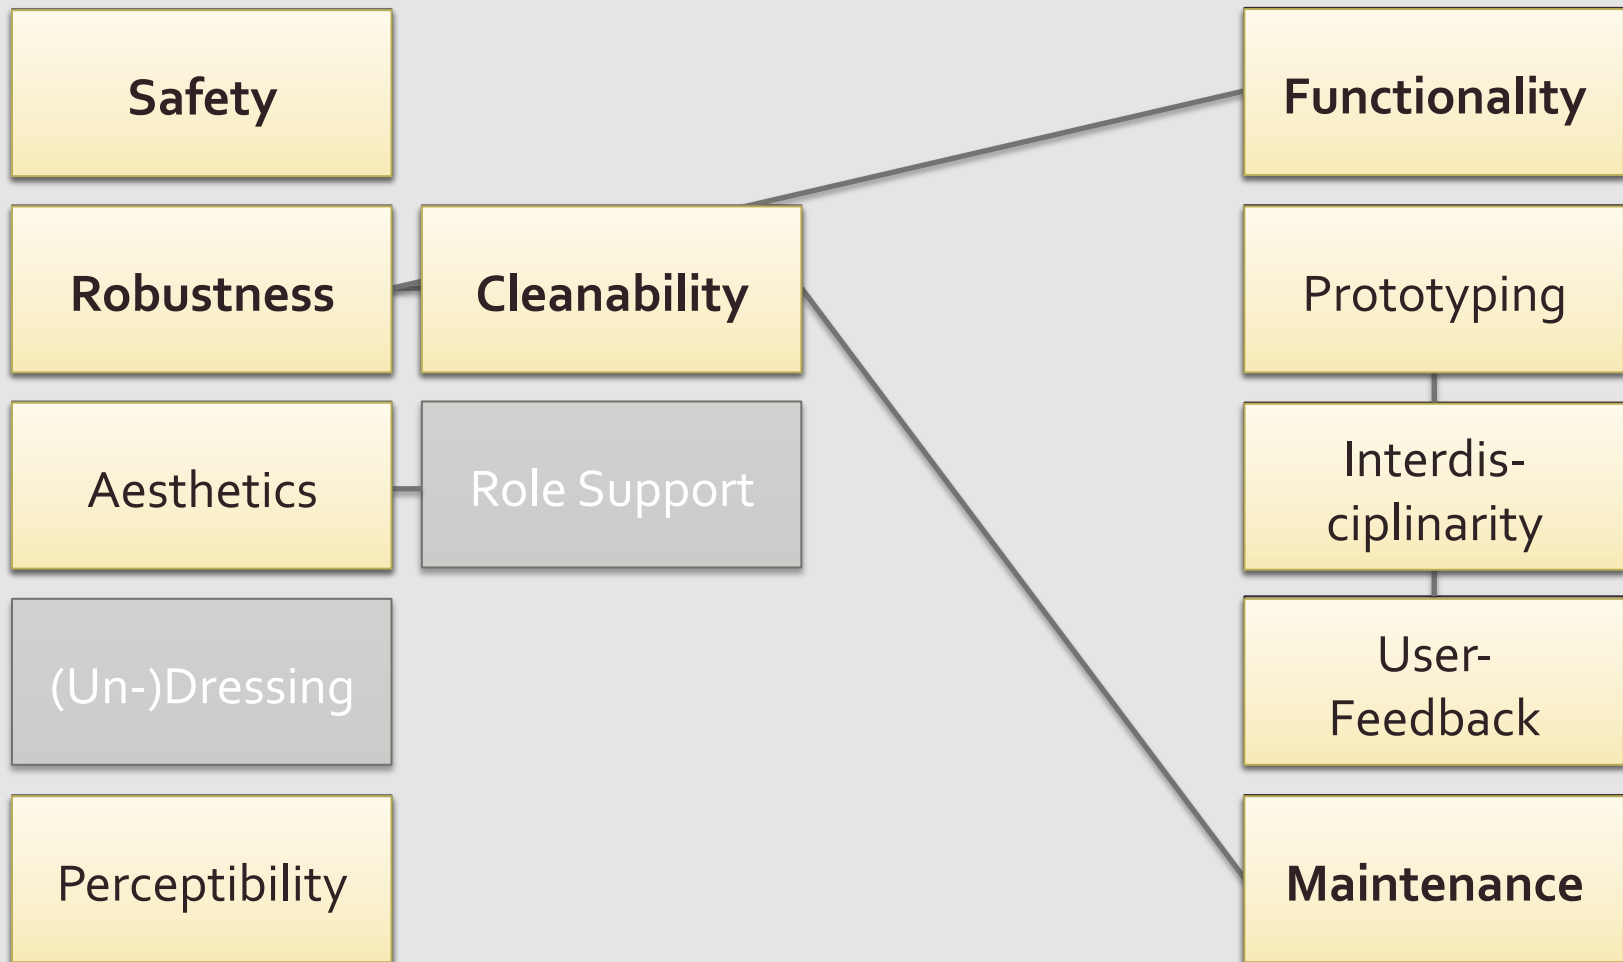 Safety
Functionality
Robustness
Cleanability
Prototyping
Aesthetics
Role Support
Interdis-
ciplinarity
(Un-)Dressing
User-
Feedback
Perceptibility
Maintenance